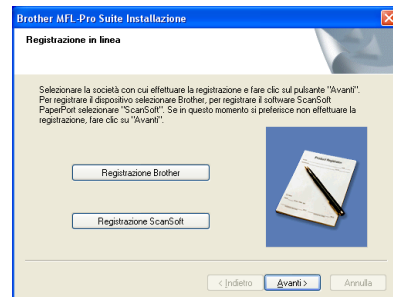 Brother MFL-Pro Suite Installazione
Registrazione in linea
Selezionare la società con cui effettuare la registrazione e fare clic sul pulsante "Avanti".
Per registrare il dispositivo selezionare Brother, per registrare il software ScanSoft
PaperPort selezionare "ScanSoft". Se in questo momento si preferisce non effettuare la
registrazione, fare clic su "Avanti".
Product Registration
Registrazione Brother
Registrazione ScanSoft
< Indietro
Avanti >
Annulla